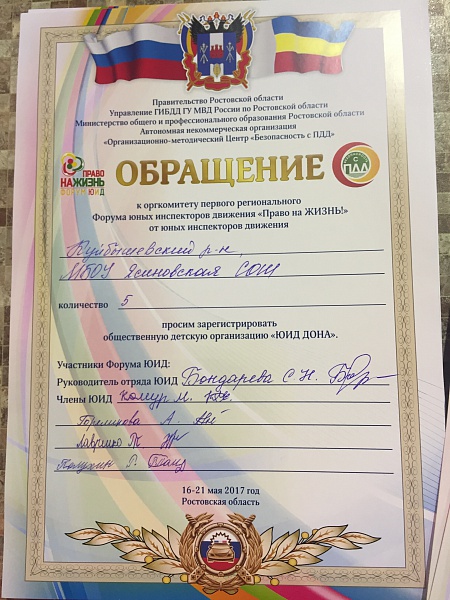 Правительство Ростовской области
Управление ГИБДД ГУ МВД России по Ростовской области
Министерство общего и профессионального образования Ростовской области
Автономная некоммерческая организация
«Организационно-методический Центр «Безопасность с ПДД»
ПРАВО
НАЖИЗНЬ
ФОРУМ ЮИД
ОБРАЩЕНИЕ
С
ПДД
к оргкомитету первого регионального
Форума юных инспекторов движения «Право на ЖИЗНЬ!»
от юных инспекторов движения
Куйбышевский р-н
МБОУ Ясиновская СОШ
количество 5
просим зарегистрировать
общественную детскую организацию «ЮИД ДОНА».
Участники Форума ЮИД:
Руководитель отряда ЮИД Бондарева С. Н.
Члены ЮИД Комур М.
А.
16-21 мая 2017 год
Ростовская область